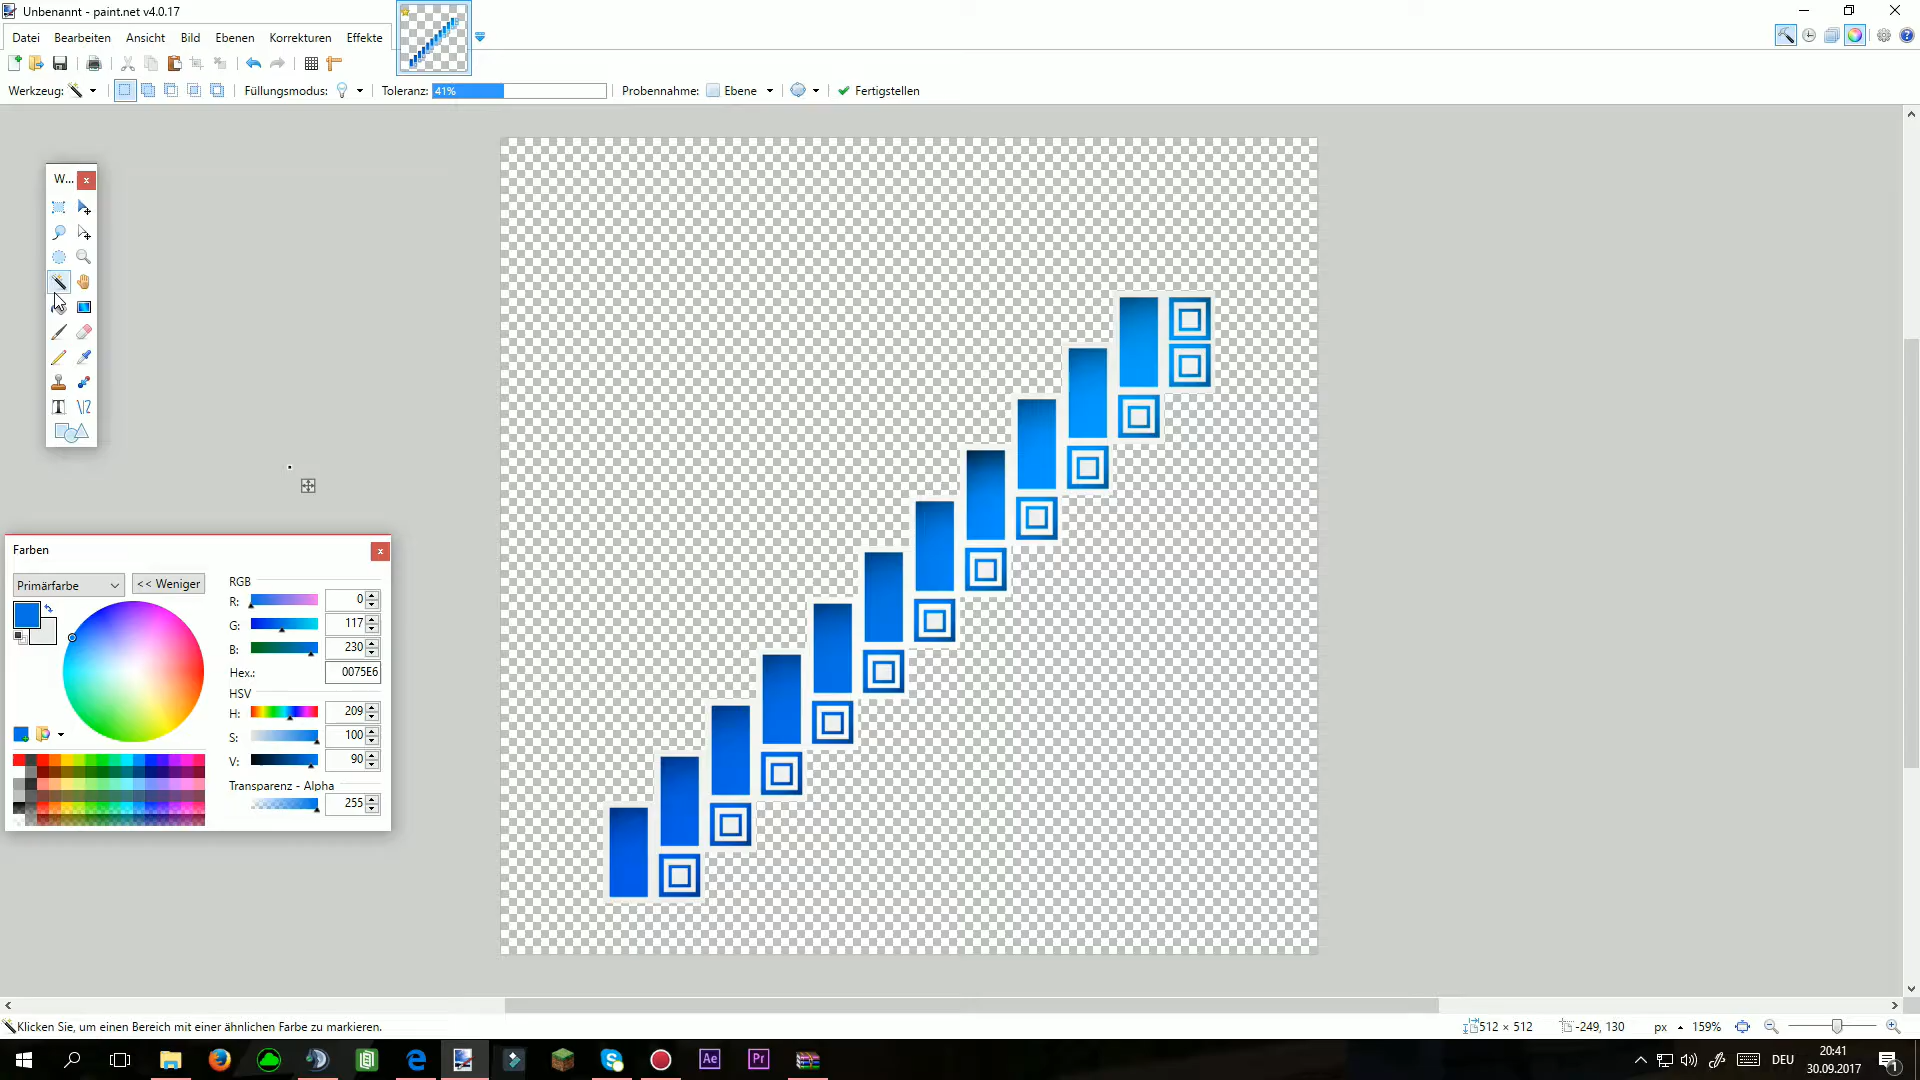 Unbenannt - paint.net v4.0.17
Datei Bearbeiten Ansicht Bild Ebenen Korrekturen Effekte
Werkzeug: Füllungsmodus: Toleranz: 41% Probennahme: Ebene Fertigstellen
W...
Farben
Primärfarbe << Weniger
RGB
R: 0
G: 117
B: 230
Hex.: 0075E6
HSV
H: 209
S: 100
V: 90
Transparenz - Alpha
255
Klicken Sie, um einen Bereich mit einer ähnlichen Farbe zu markieren.
512 × 512 -249, 130 px 159%
Ae Pr
DEU 20:41
30.09.2017 1